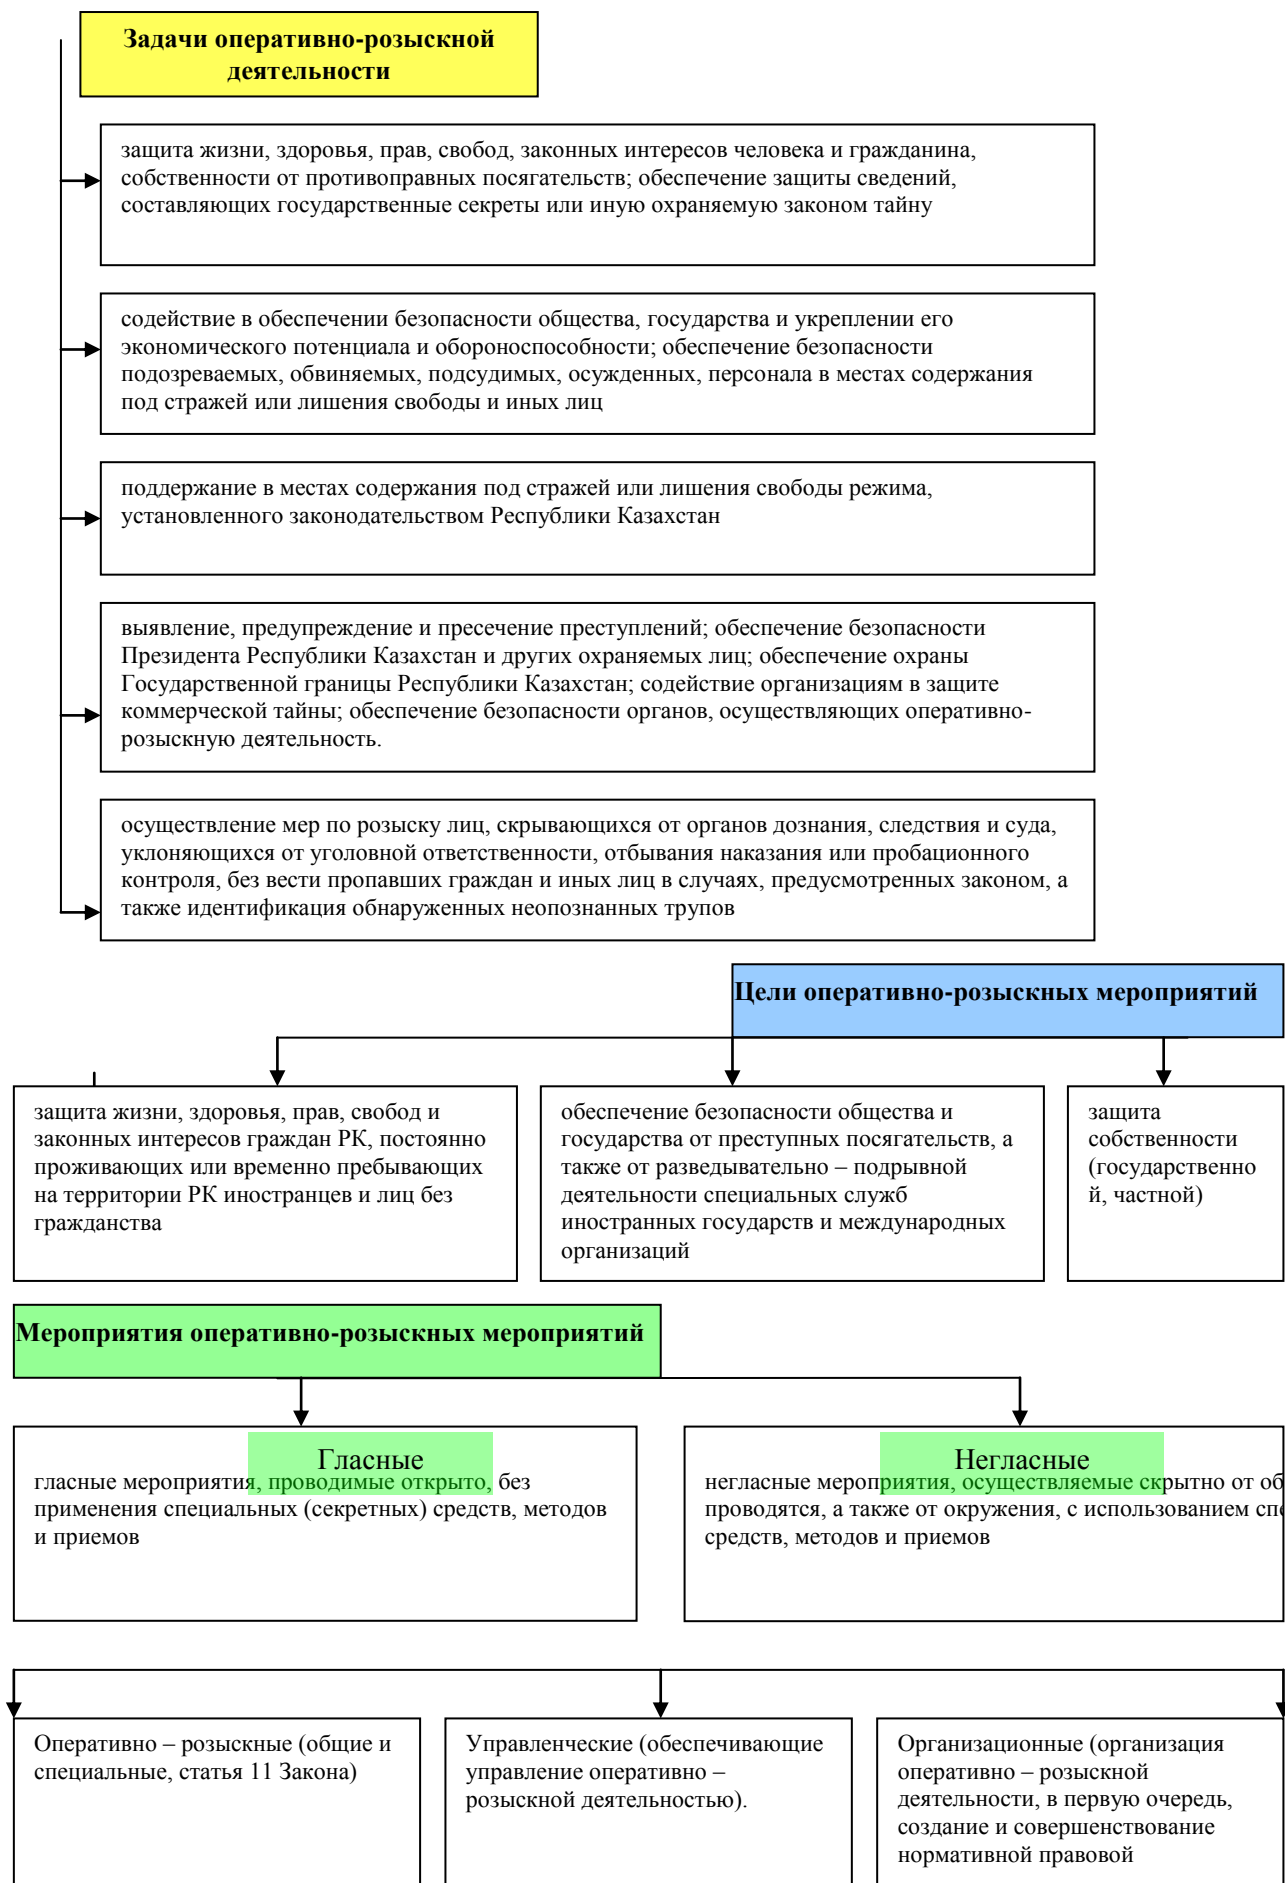 Задачи оперативно-розыскной
деятельности
защита жизни, здоровья, прав, свобод, законных интересов человека и гражданина,
собственности от противоправных посягательств; обеспечение защиты сведений,
составляющих государственные секреты или иную охраняемую законом тайну
содействие в обеспечении безопасности общества, государства и укреплении его
экономического потенциала и обороноспособности; обеспечение безопасности
подозреваемых, обвиняемых, подсудимых, осужденных, персонала в местах содержания
под стражей или лишения свободы и иных лиц
поддержание в местах содержания под стражей или лишения свободы режима,
установленного законодательством Республики Казахстан
выявление, предупреждение и пресечение преступлений; обеспечение безопасности
Президента Республики Казахстан и других охраняемых лиц; обеспечение охраны
Государственной границы Республики Казахстан; содействие организациям в защите
коммерческой тайны; обеспечение безопасности органов, осуществляющих оперативно-
розыскную деятельность.
осуществление мер по розыску лиц, скрывающихся от органов дознания, следствия и суда,
уклоняющихся от уголовной ответственности, отбывания наказания или пробационного
контроля, без вести пропавших граждан и иных лиц в случаях, предусмотренных законом, а
также идентификация обнаруженных неопознанных трупов
Цели оперативно-розыскных мероприятий
защита жизни, здоровья, прав, свобод и
законных интересов граждан РК, постоянно
проживающих или временно пребывающих
на территории РК иностранцев и лиц без
гражданства
обеспечение безопасности общества и
государства от преступных посягательств, а
также от разведывательно – подрывной
деятельности специальных служб
иностранных государств и международных
организаций
защита
собственности
(государственно
й, частной)
Мероприятия оперативно-розыскных мероприятий
Гласные
гласные мероприятия, проводимые открыто, без
применения специальных (секретных) средств, методов
и приемов
Негласные
негласные мероприятия, осуществляемые скрытно от об
проводятся, а также от окружения, с использованием спе
средств, методов и приемов
Оперативно – розыскные (общие и
специальные, статья 11 Закона)
Управленческие (обеспечивающие
управление оперативно –
розыскной деятельностью).
Организационные (организация
оперативно – розыскной
деятельности, в первую очередь,
создание и совершенствование
нормативной правовой